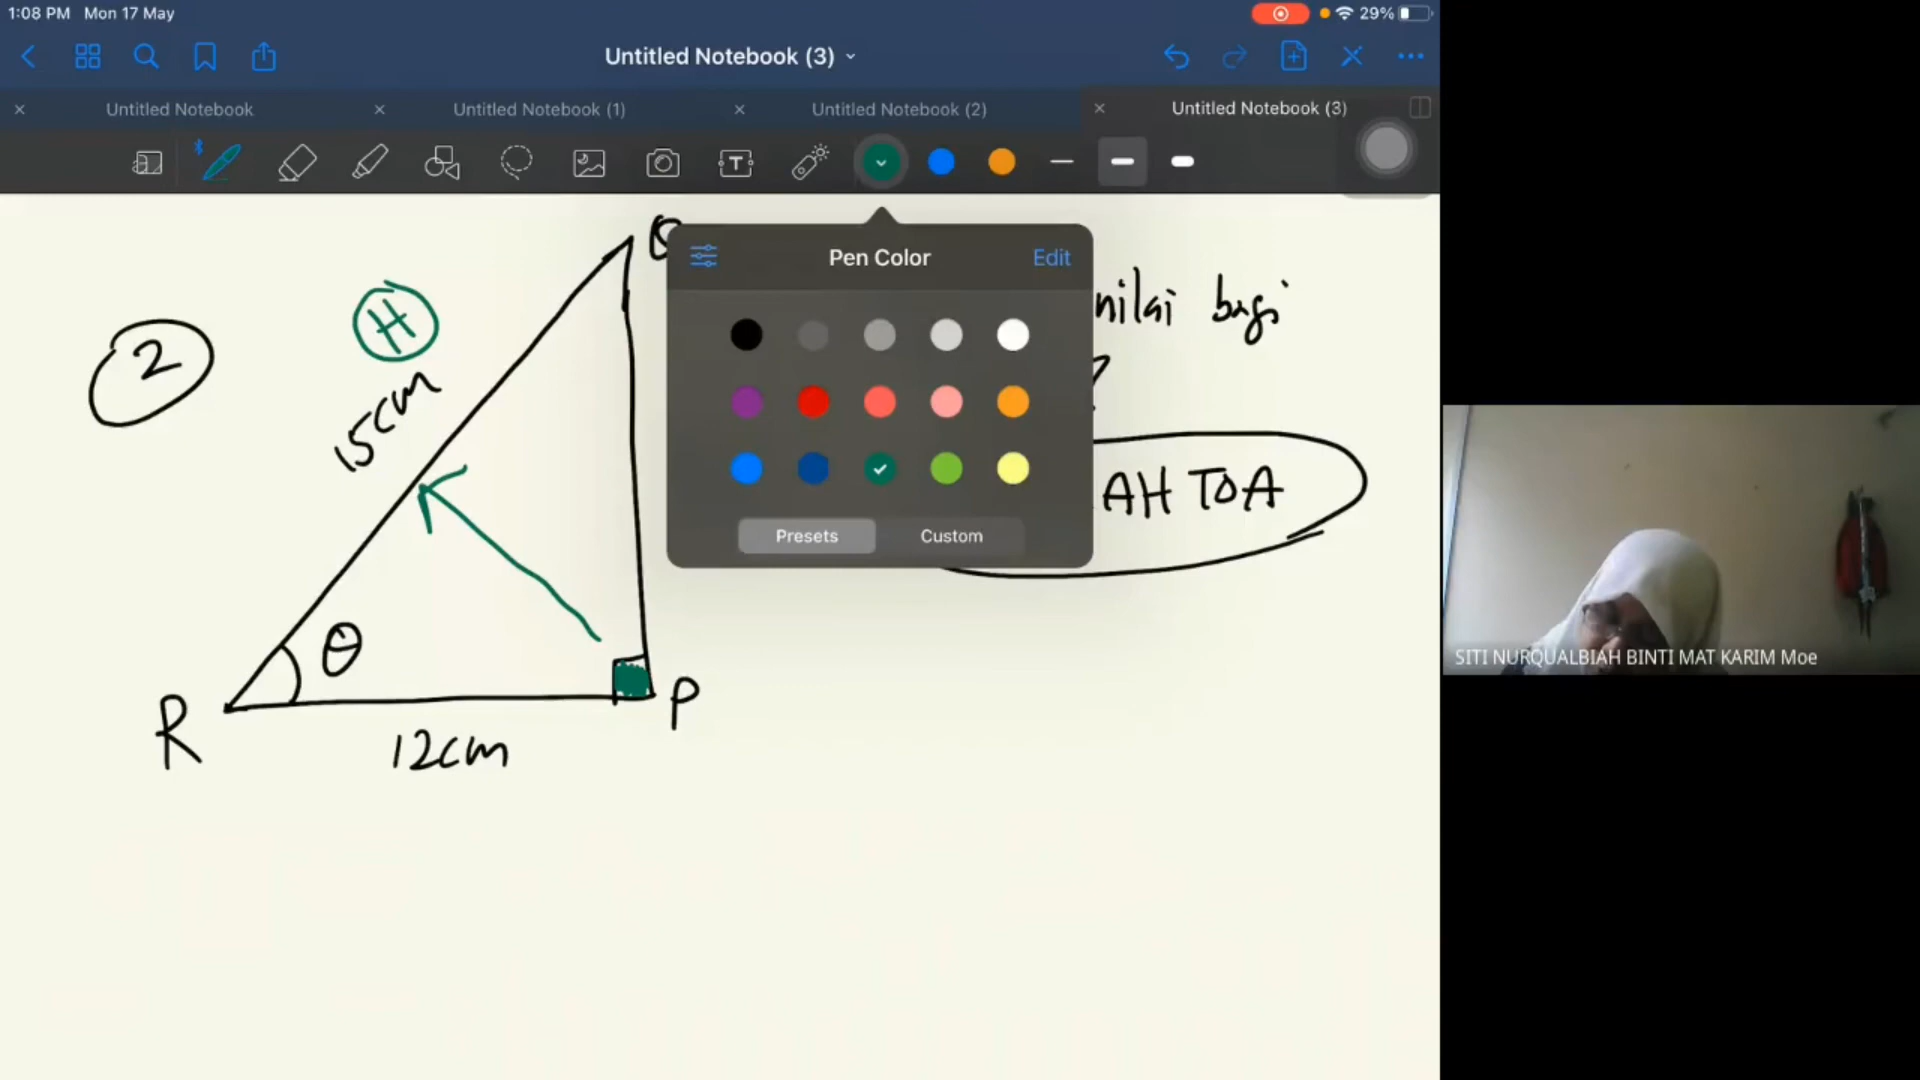 1:08 PM Mon 17 May
29%
Untitled Notebook (3)
Untitled Notebook
Untitled Notebook (1)
Untitled Notebook (2)
Untitled Notebook (3)
T
Pen Color
Edit
Presets
Custom
2
H
15cm
θ
R
P
12cm
nilai bagi
?
AH TOA
SITI NURQUALBIAH BINTI MAT KARIM Moe